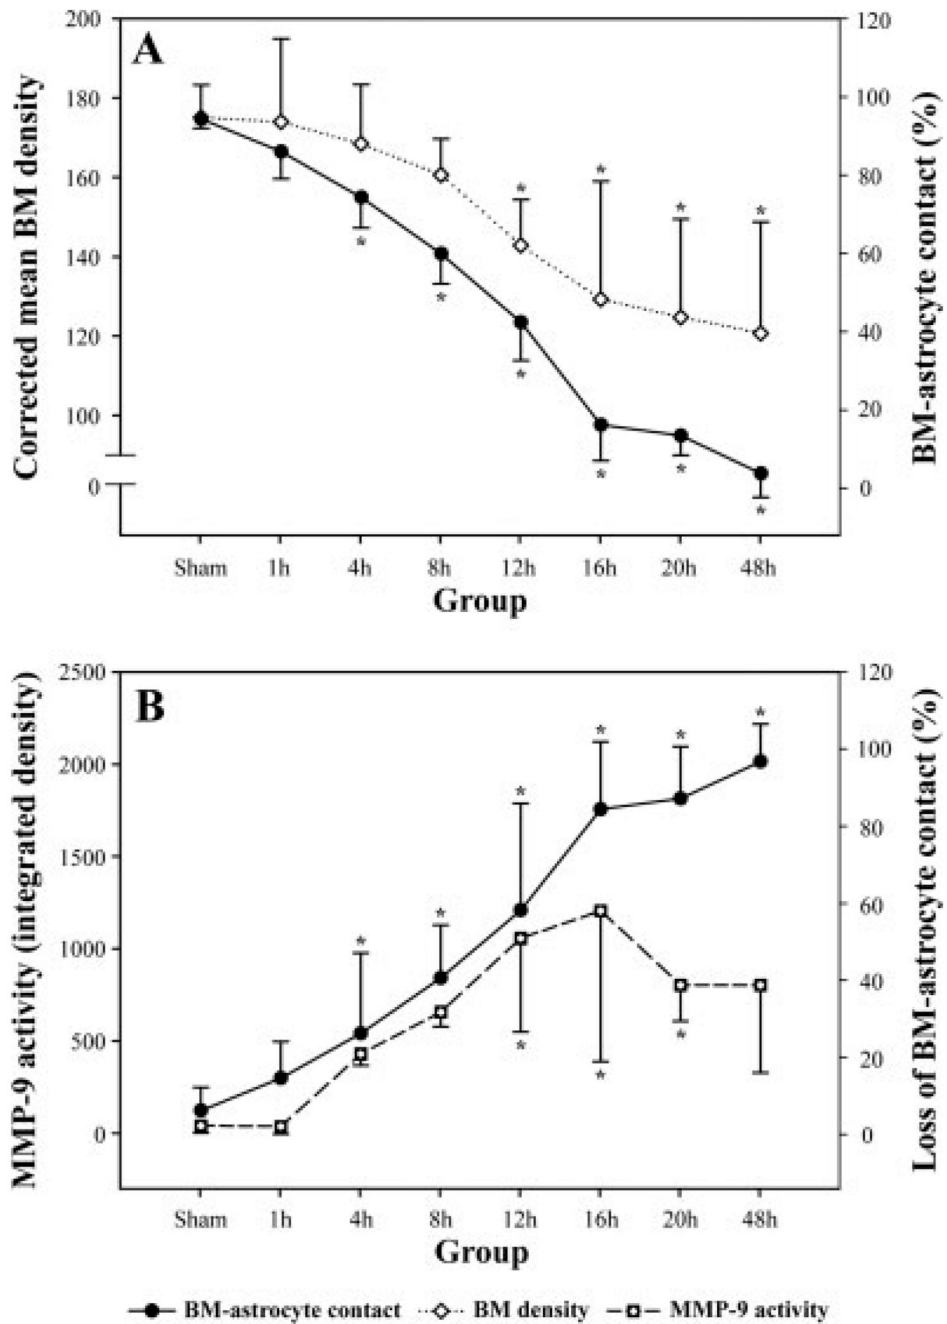 A
Corrected mean BM density
200
180
160
140
120
100
0
BM-astrocyte contact (%)
120
100
80
60
40
20
0
* * * *
* * * * * *
Sham 1h 4h 8h 12h 16h 20h 48h
Group
B
MMP-9 activity (integrated density)
2500
2000
1500
1000
500
0
Loss of BM-astrocyte contact (%)
120
100
80
60
40
20
0
* * * * * *
* * *
Sham 1h 4h 8h 12h 16h 20h 48h
Group
BM-astrocyte contact BM density MMP-9 activity